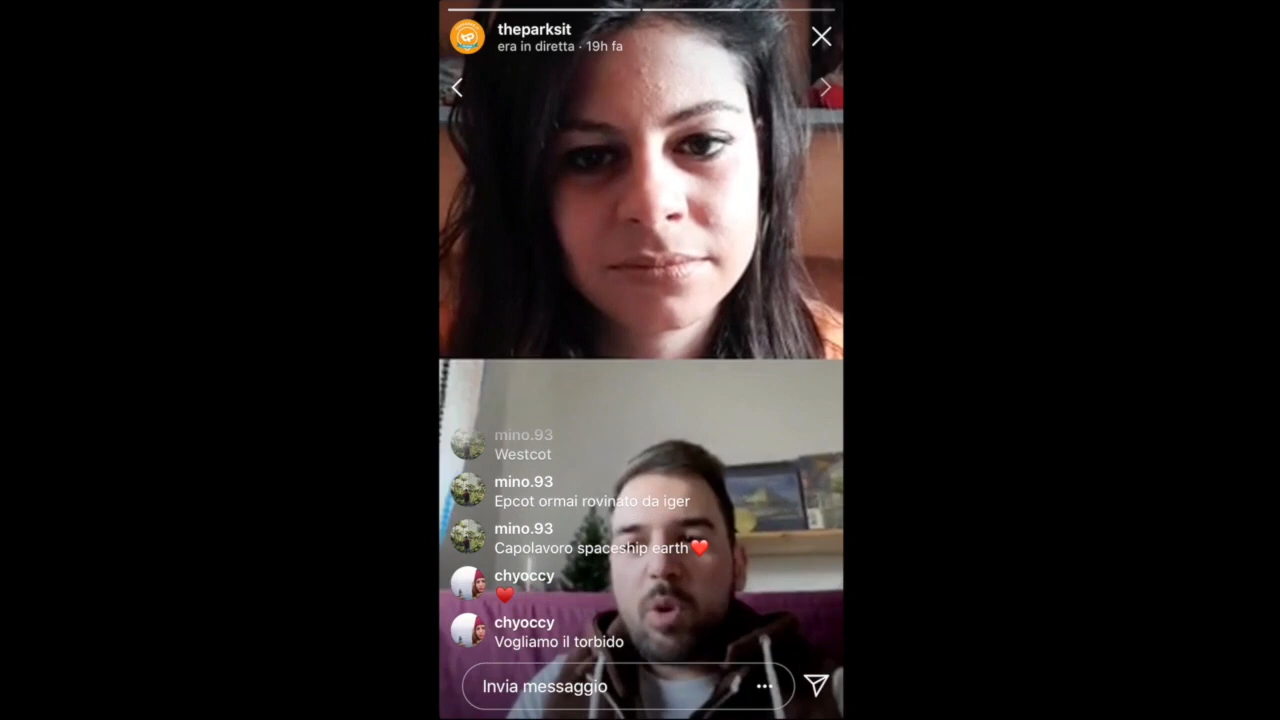 theparksit
era in diretta · 19h fa
mino.93
Westcot
mino.93
Epcot ormai rovinato da iger
mino.93
Capolavoro spaceship earth❤️
chyoccy
❤️
chyoccy
Vogliamo il torbido
Invia messaggio